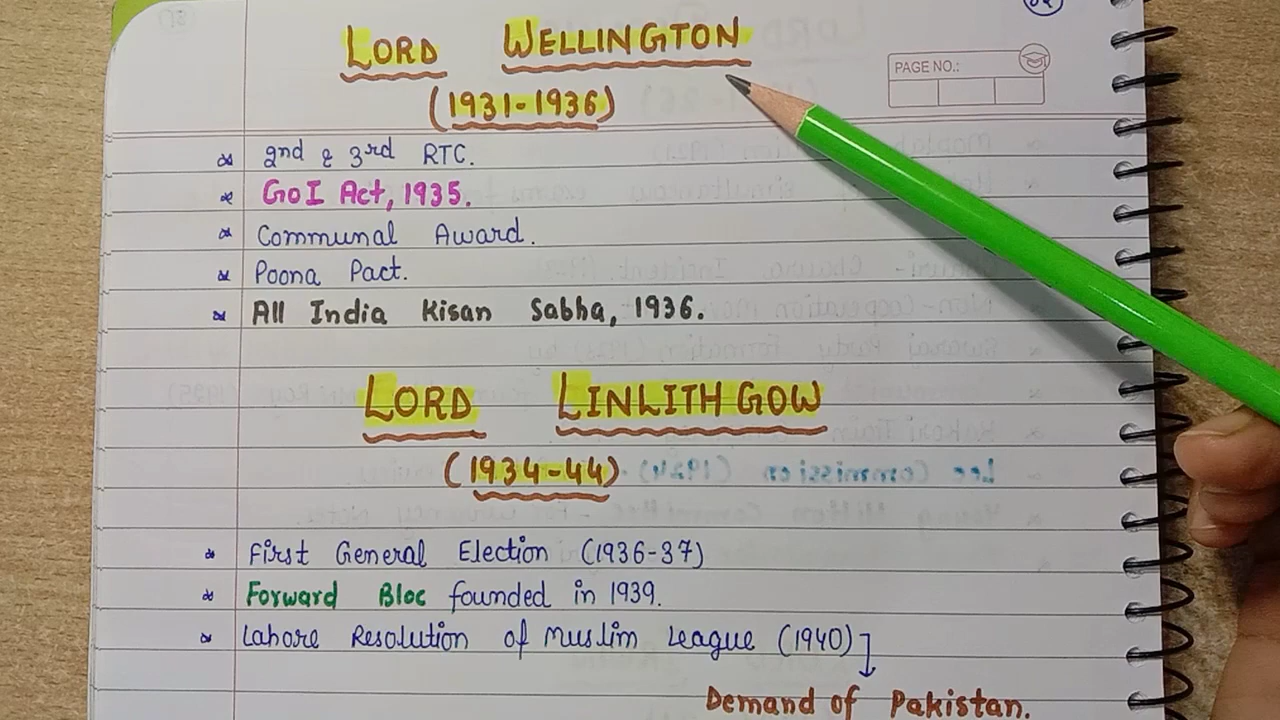 LORD WELLINGTON
(1931-1936)
PAGE NO.:
2nd & 3rd RTC.
GoI Act, 1935.
Communal Award.
Poona Pact.
All India Kisan Sabha, 1936.
LORD LINLITHGOW
(1934-44)
First General Election (1936-37)
Forward Bloc founded in 1939.
Lahore Resolution of Muslim League (1940)
Demand of Pakistan.